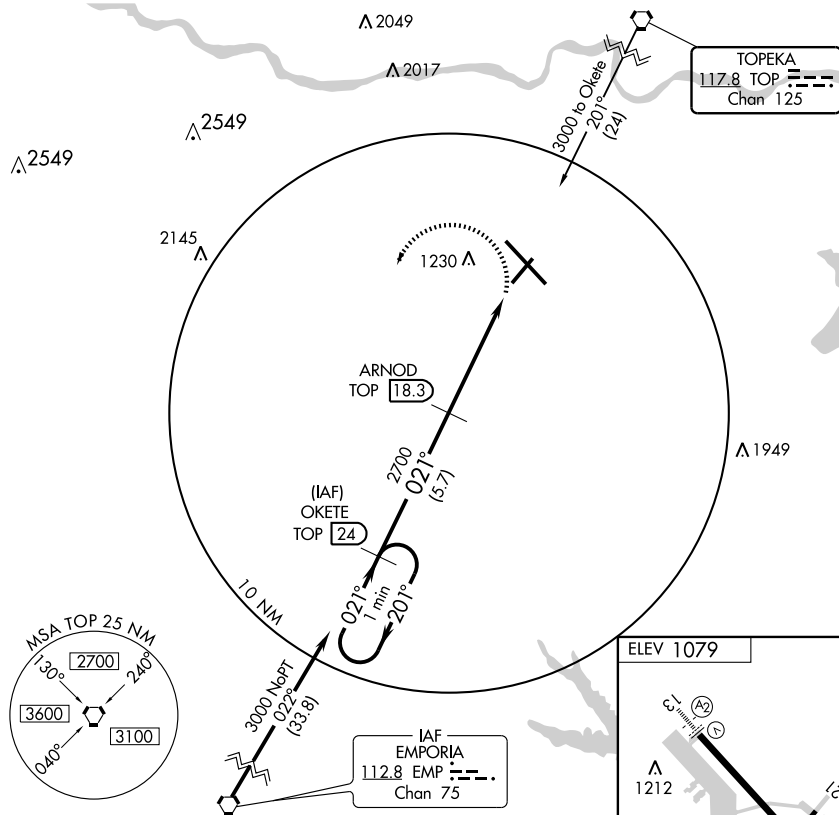 2049
2017
TOPEKA
117.8 TOP
Chan 125
3000 to Okete
201°
(24)
2549
2549
2145
1230
ARNOD
TOP 18.3
1949
2700
021°
(5.7)
(IAF)
OKETE
TOP 24
021°
1 min
201°
10 NM
MSA TOP 25 NM
130°
2700
240°
3600
3100
040°
3000 NoPT
022°
(33.8)
IAF
EMPORIA
112.8 EMP
Chan 75
ELEV 1079
13
A2
V
1212
21